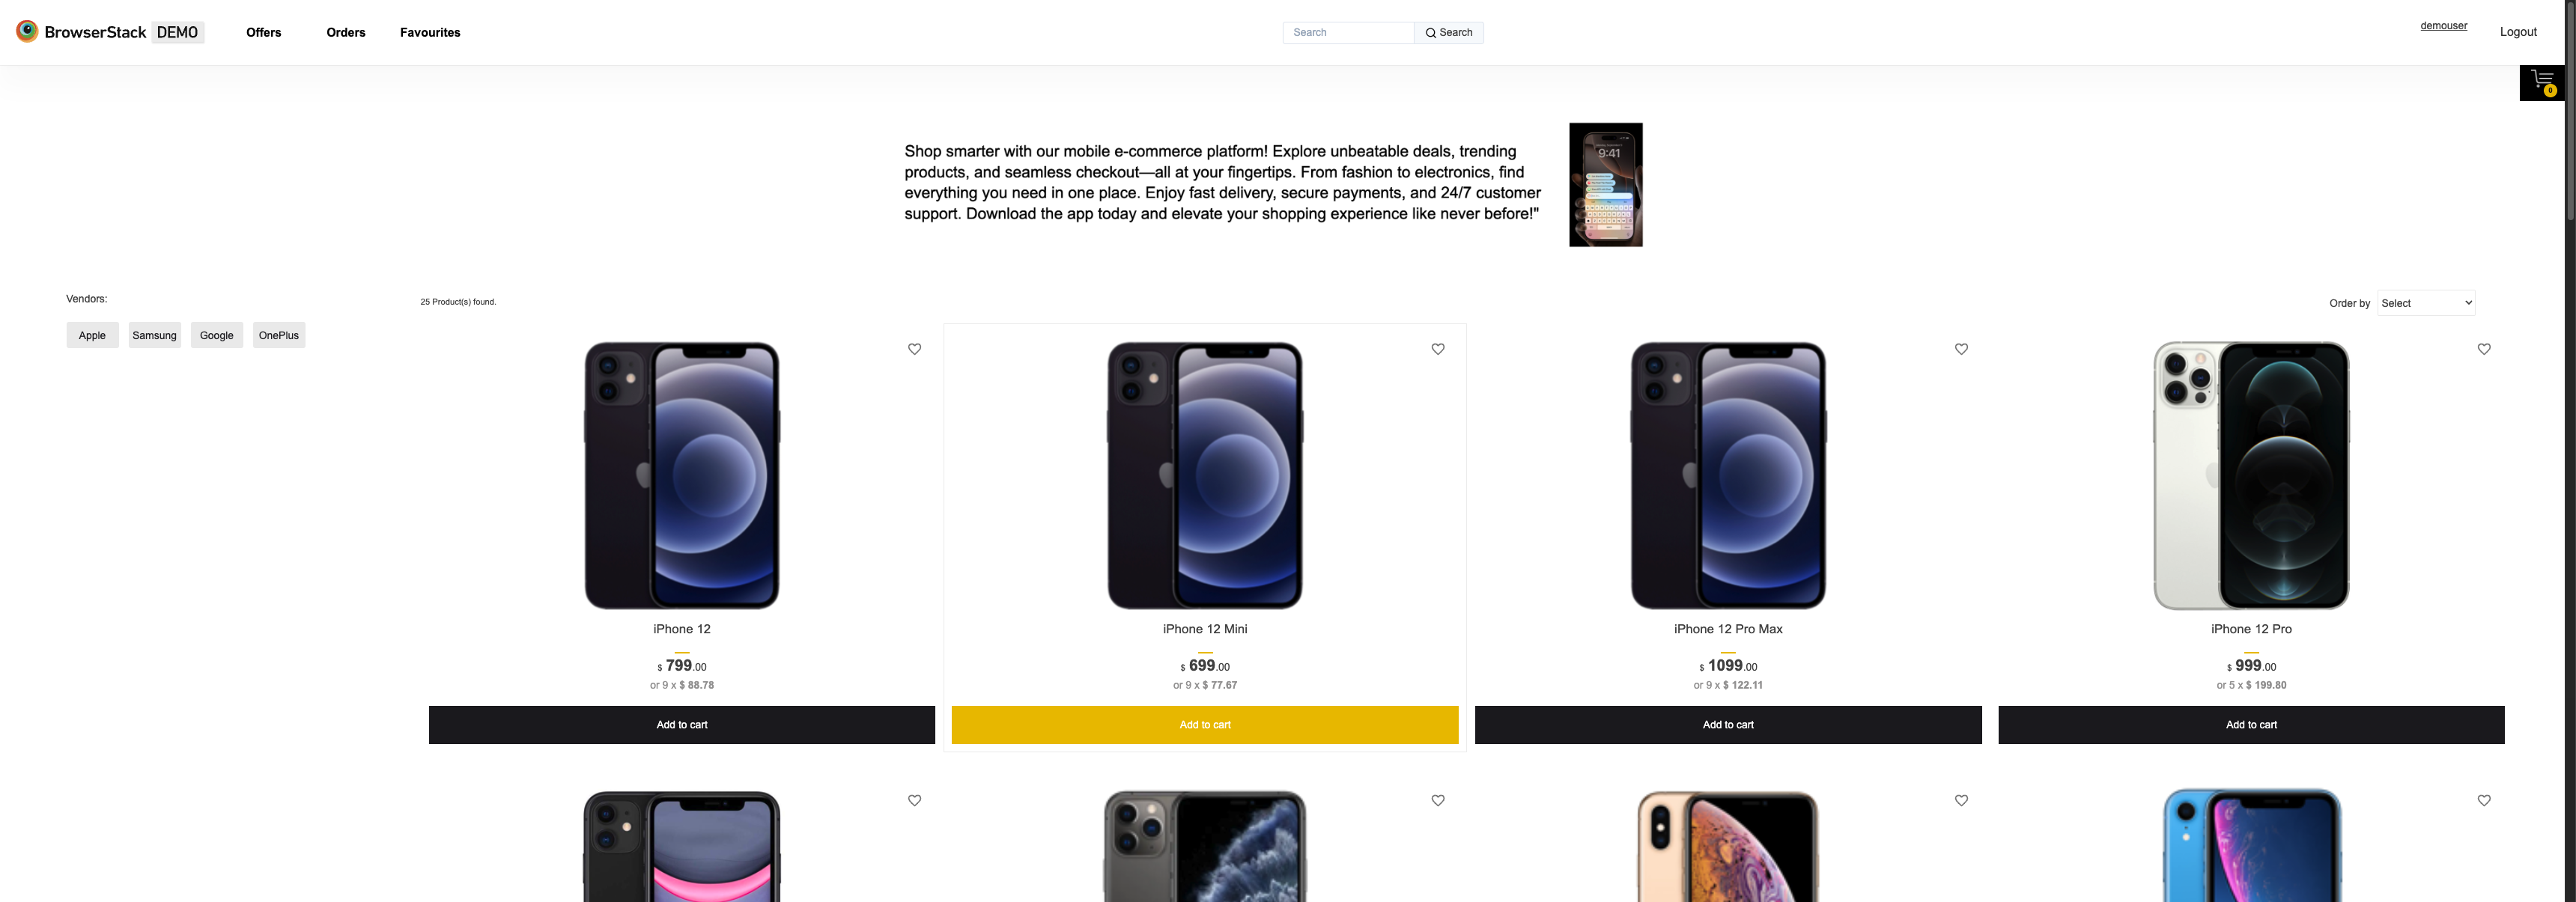 BrowserStack DEMO
Offers
Orders
Favourites
Search
Search
demouser
Logout
0
Shop smarter with our mobile e-commerce platform! Explore unbeatable deals, trending
products, and seamless checkout—all at your fingertips. From fashion to electronics, find
everything you need in one place. Enjoy fast delivery, secure payments, and 24/7 customer
support. Download the app today and elevate your shopping experience like never before!"
9:41
Vendors:
Apple
Samsung
Google
OnePlus
25 Product(s) found.
Order by
Select
iPhone 12
$ 799.00
or 9 x $ 88.78
Add to cart
iPhone 12 Mini
$ 699.00
or 9 x $ 77.67
Add to cart
iPhone 12 Pro Max
$ 1099.00
or 9 x $ 122.11
Add to cart
iPhone 12 Pro
$ 999.00
or 5 x $ 199.80
Add to cart